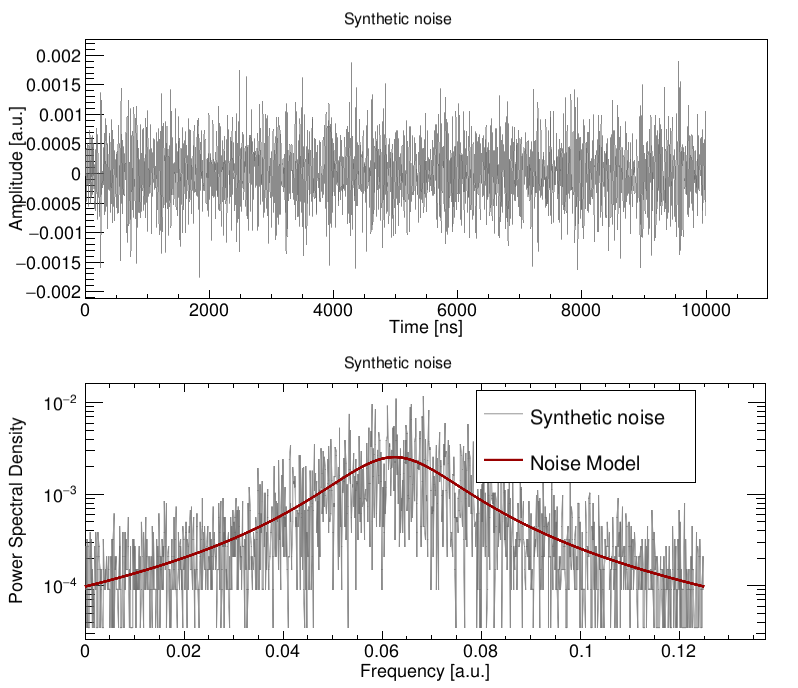 Synthetic noise
Amplitude [a.u.]
0.002
0.0015
0.001
0.0005
0
−0.0005
−0.001
−0.0015
−0.002
0 2000 4000 6000 8000 10000
Time [ns]
Synthetic noise
Power Spectral Density
10−2
10−3
10−4
Synthetic noise
Noise Model
0 0.02 0.04 0.06 0.08 0.1 0.12
Frequency [a.u.]